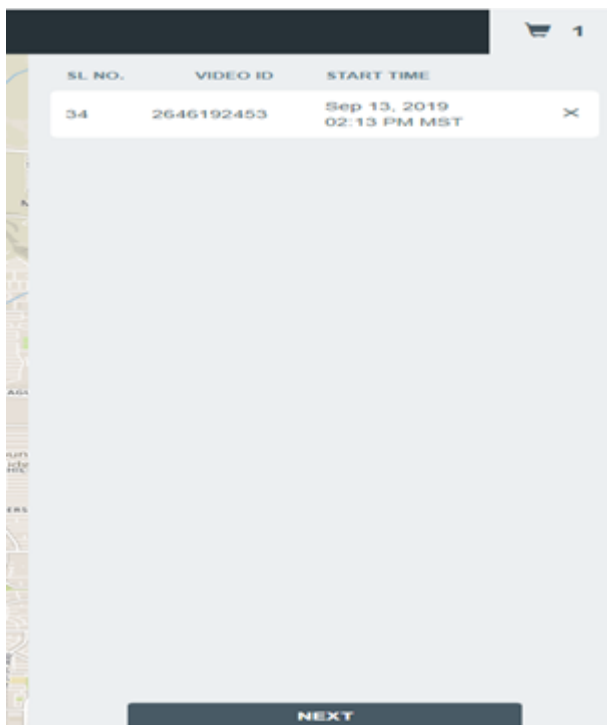 1
SL NO. VIDEO ID START TIME
34 2646192453 Sep 13, 2019
02:13 PM MST ×
NEXT